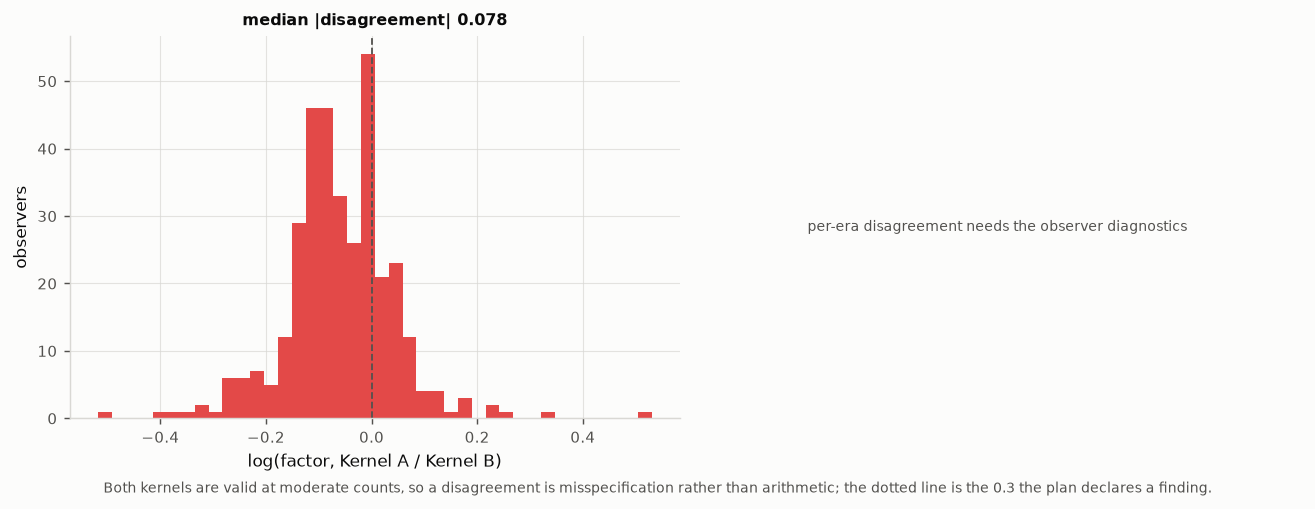 median |disagreement| 0.078
50
40
30
20
10
0
observers
−0.4
−0.2
0.0
0.2
0.4
log(factor, Kernel A / Kernel B)
per-era disagreement needs the observer diagnostics
Both kernels are valid at moderate counts, so a disagreement is misspecification rather than arithmetic; the dotted line is the 0.3 the plan declares a finding.